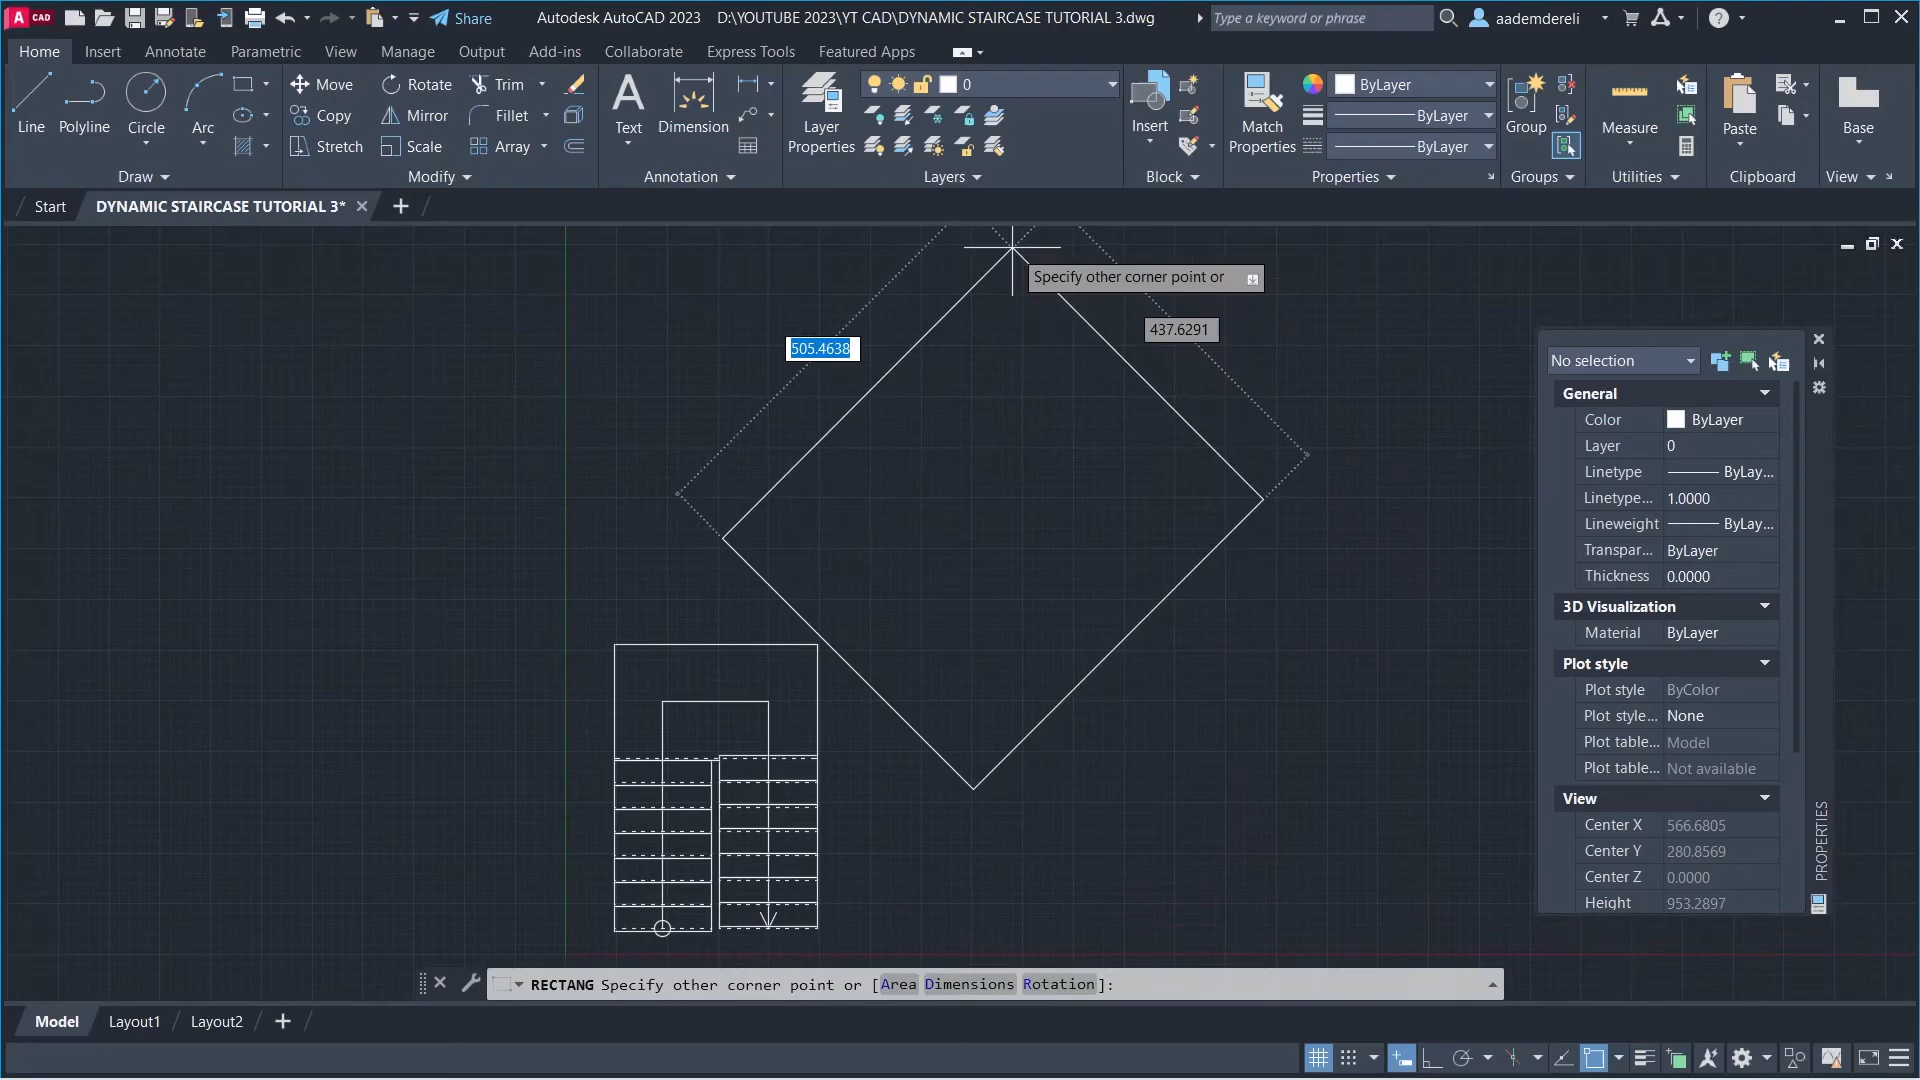 A CAD
Share
Autodesk AutoCAD 2023 D:\YOUTUBE 2023\YT CAD\DYNAMIC STAIRCASE TUTORIAL 3.dwg
Type a keyword or phrase
aademdereli
Home Insert Annotate Parametric View Manage Output Add-ins Collaborate Express Tools Featured Apps
Line Polyline Circle Arc
Move Rotate Trim
Copy Mirror Fillet
Stretch Scale Array
Text Dimension
Layer Properties
0
Insert
Match Properties
ByLayer
ByLayer
ByLayer
Group
Measure
Paste
Base
Draw Modify Annotation Layers Block Properties Groups Utilities Clipboard View
Start DYNAMIC STAIRCASE TUTORIAL 3*
Specify other corner point or
437.6291
505.4638
No selection
General
Color ByLayer
Layer 0
Linetype ByLay...
Linetype... 1.0000
Lineweight ByLay...
Transpar... ByLayer
Thickness 0.0000
3D Visualization
Material ByLayer
Plot style
Plot style ByColor
Plot style... None
Plot table... Model
Plot table... Not available
View
Center X 566.6805
Center Y 280.8569
Center Z 0.0000
Height 953.2897
PROPERTIES
RECTANG Specify other corner point or [Area Dimensions Rotation]:
Model Layout1 Layout2